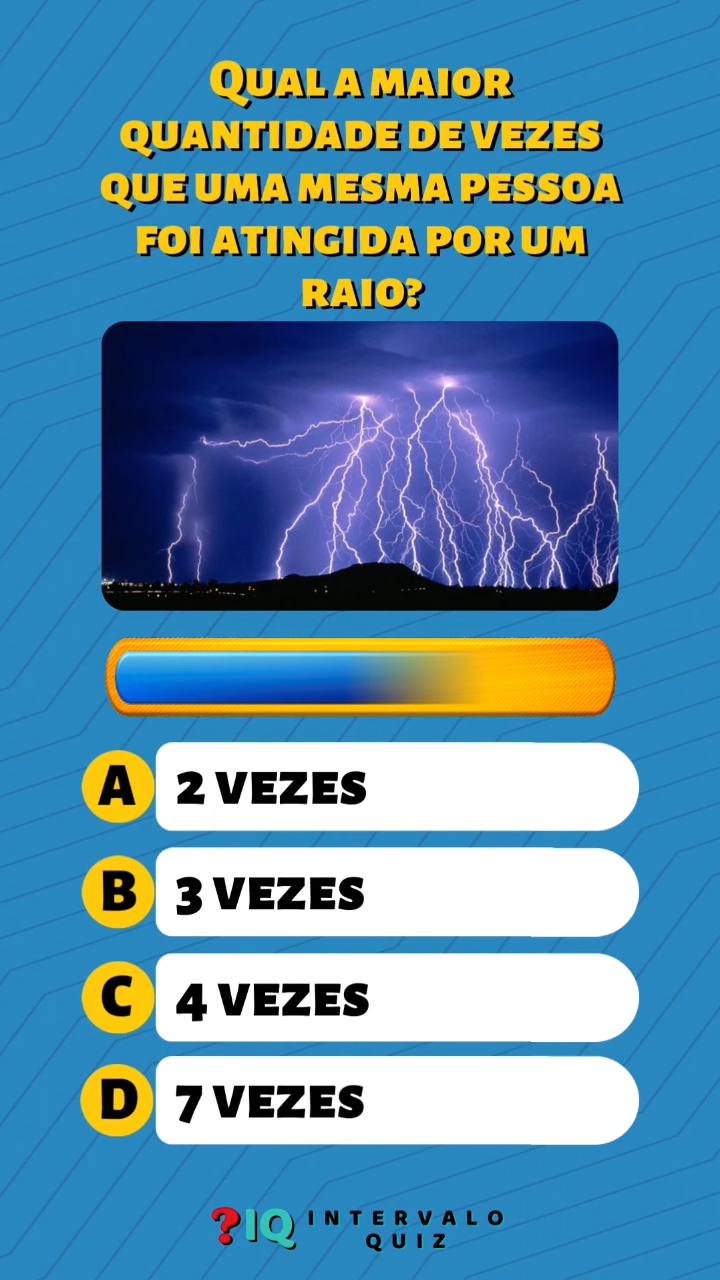 Qual a maior
quantidade de vezes
que uma mesma pessoa
foi atingida por um
raio?
A 2 vezes
B 3 vezes
C 4 vezes
D 7 vezes
?IQ INTERVALO
QUIZ